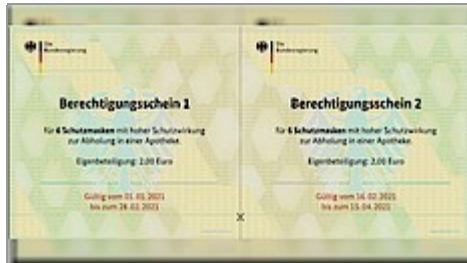 Die
Bundesregierung
Berechtigungsschein 1
für 6 Schutzmasken mit hoher Schutzwirkung
zur Abholung in einer Apotheke.
Eigenbeteiligung: 2,00 Euro
Gültig vom 01.01.2021
bis zum 28.02.2021
Die
Bundesregierung
Berechtigungsschein 2
für 6 Schutzmasken mit hoher Schutzwirkung
zur Abholung in einer Apotheke.
Eigenbeteiligung: 2,00 Euro
Gültig vom 16.02.2021
bis zum 15.04.2021